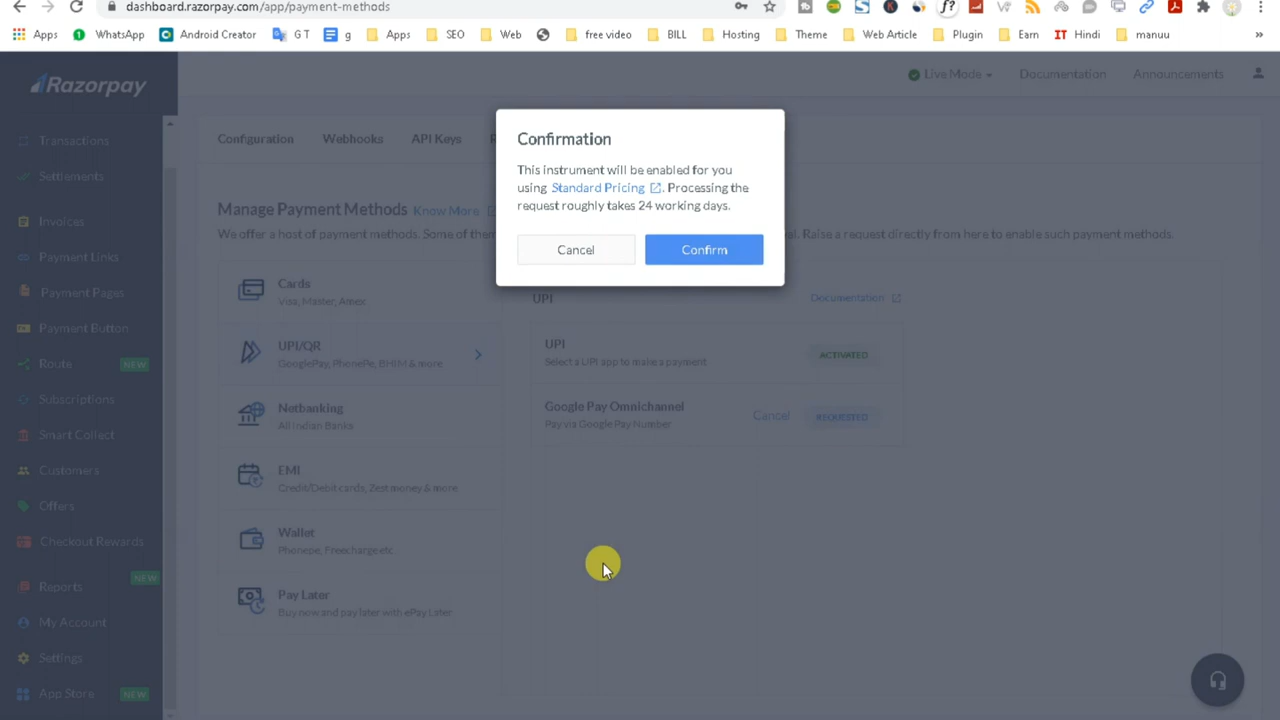 dashboard.razorpay.com/app/payment-methods
Apps WhatsApp Android Creator G T g Apps SEO Web free video BILL Hosting Theme Web Article Plugin Earn IT Hindi manuu »
Razorpay
Live Mode Documentation Announcements
Transactions
Settlements
Invoices
Payment Links
Payment Pages
Payment Button
Route NEW
Subscriptions
Smart Collect
Customers
Offers
Checkout Rewards
NEW
Reports
My Account
Settings
App Store NEW
Configuration Webhooks API Keys
Manage Payment Methods Know More
We offer a host of payment methods. Some of them al. Raise a request directly from here to enable such payment methods.
Cards
Visa, Master, Amex
UPI/QR
GooglePay, PhonePe, BHIM & more
Netbanking
All Indian Banks
EMI
Credit/Debit cards, Zest money & more
Wallet
Phonepe, Freecharge etc
Pay Later
Buy now and pay later with ePay Later
UPI Documentation
UPI
Select a UPI app to make a payment
ACTIVATED
Google Pay Omnichannel
Pay via Google Pay Number
Cancel REQUESTED
Confirmation
This instrument will be enabled for you
using Standard Pricing . Processing the
request roughly takes 24 working days.
Cancel Confirm